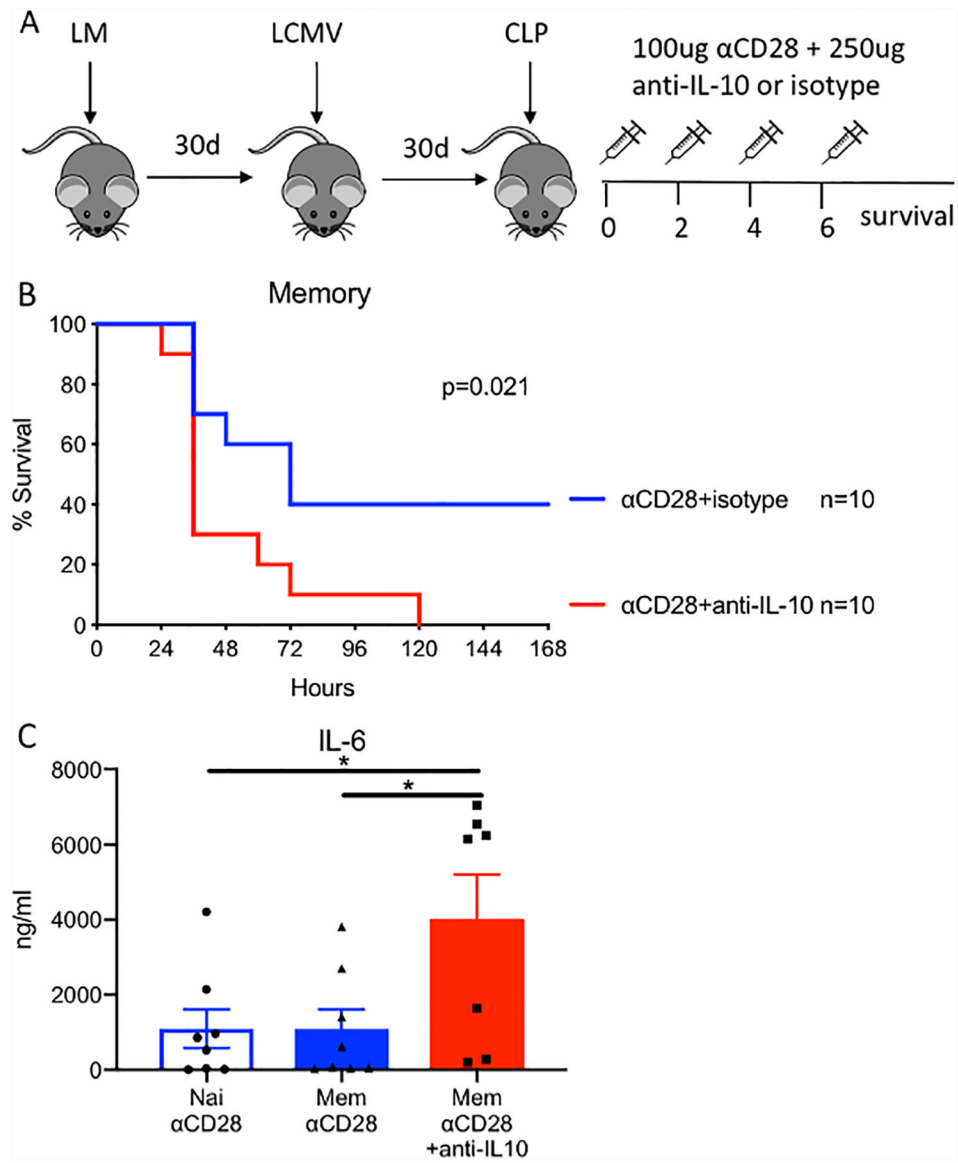 A
LM
LCMV
CLP
100ug αCD28 + 250ug
anti-IL-10 or isotype
30d
30d
0
2
4
6
survival
B
Memory
100
80
60
40
20
0
% Survival
p=0.021
αCD28+isotype n=10
αCD28+anti-IL-10 n=10
0 24 48 72 96 120 144 168
Hours
C
IL-6
*
*
8000
6000
4000
2000
0
ng/ml
Nai
αCD28
Mem
αCD28
Mem
αCD28
+anti-IL10